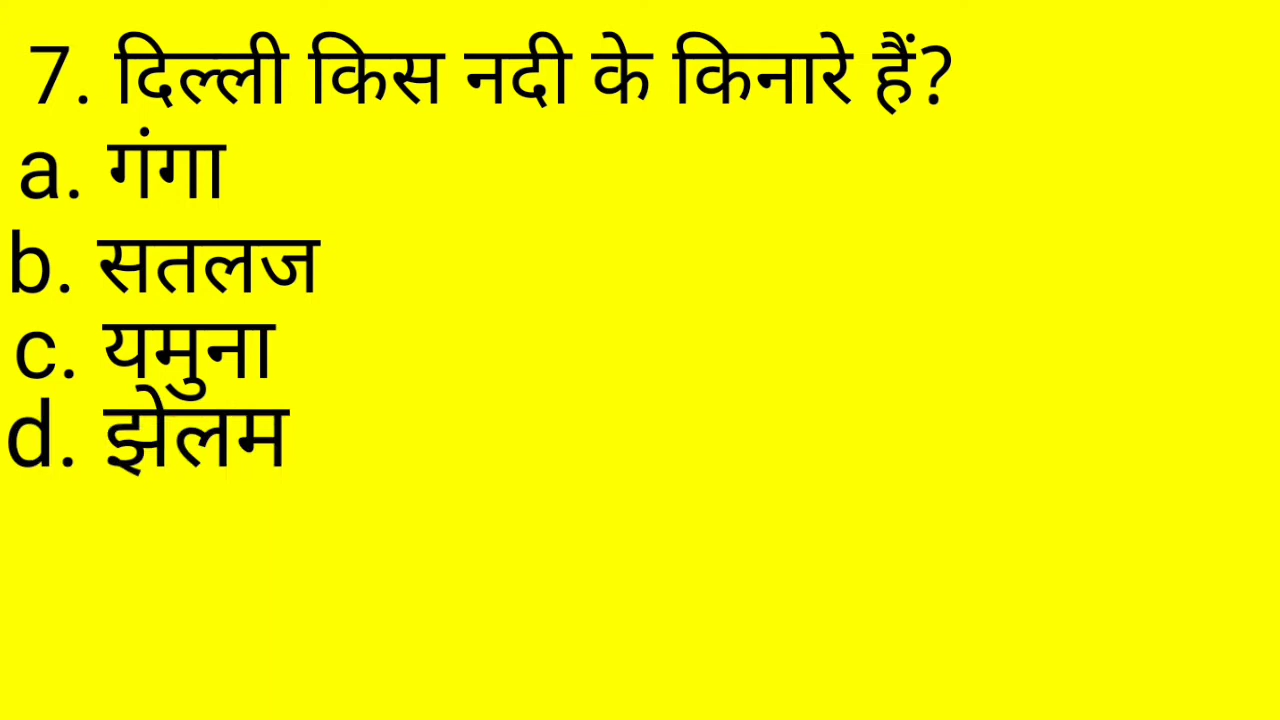 7. दिल्ली किस नदी के किनारे हैं?
a. गंगा
b. सतलज
c. यमुना
d. झेलम